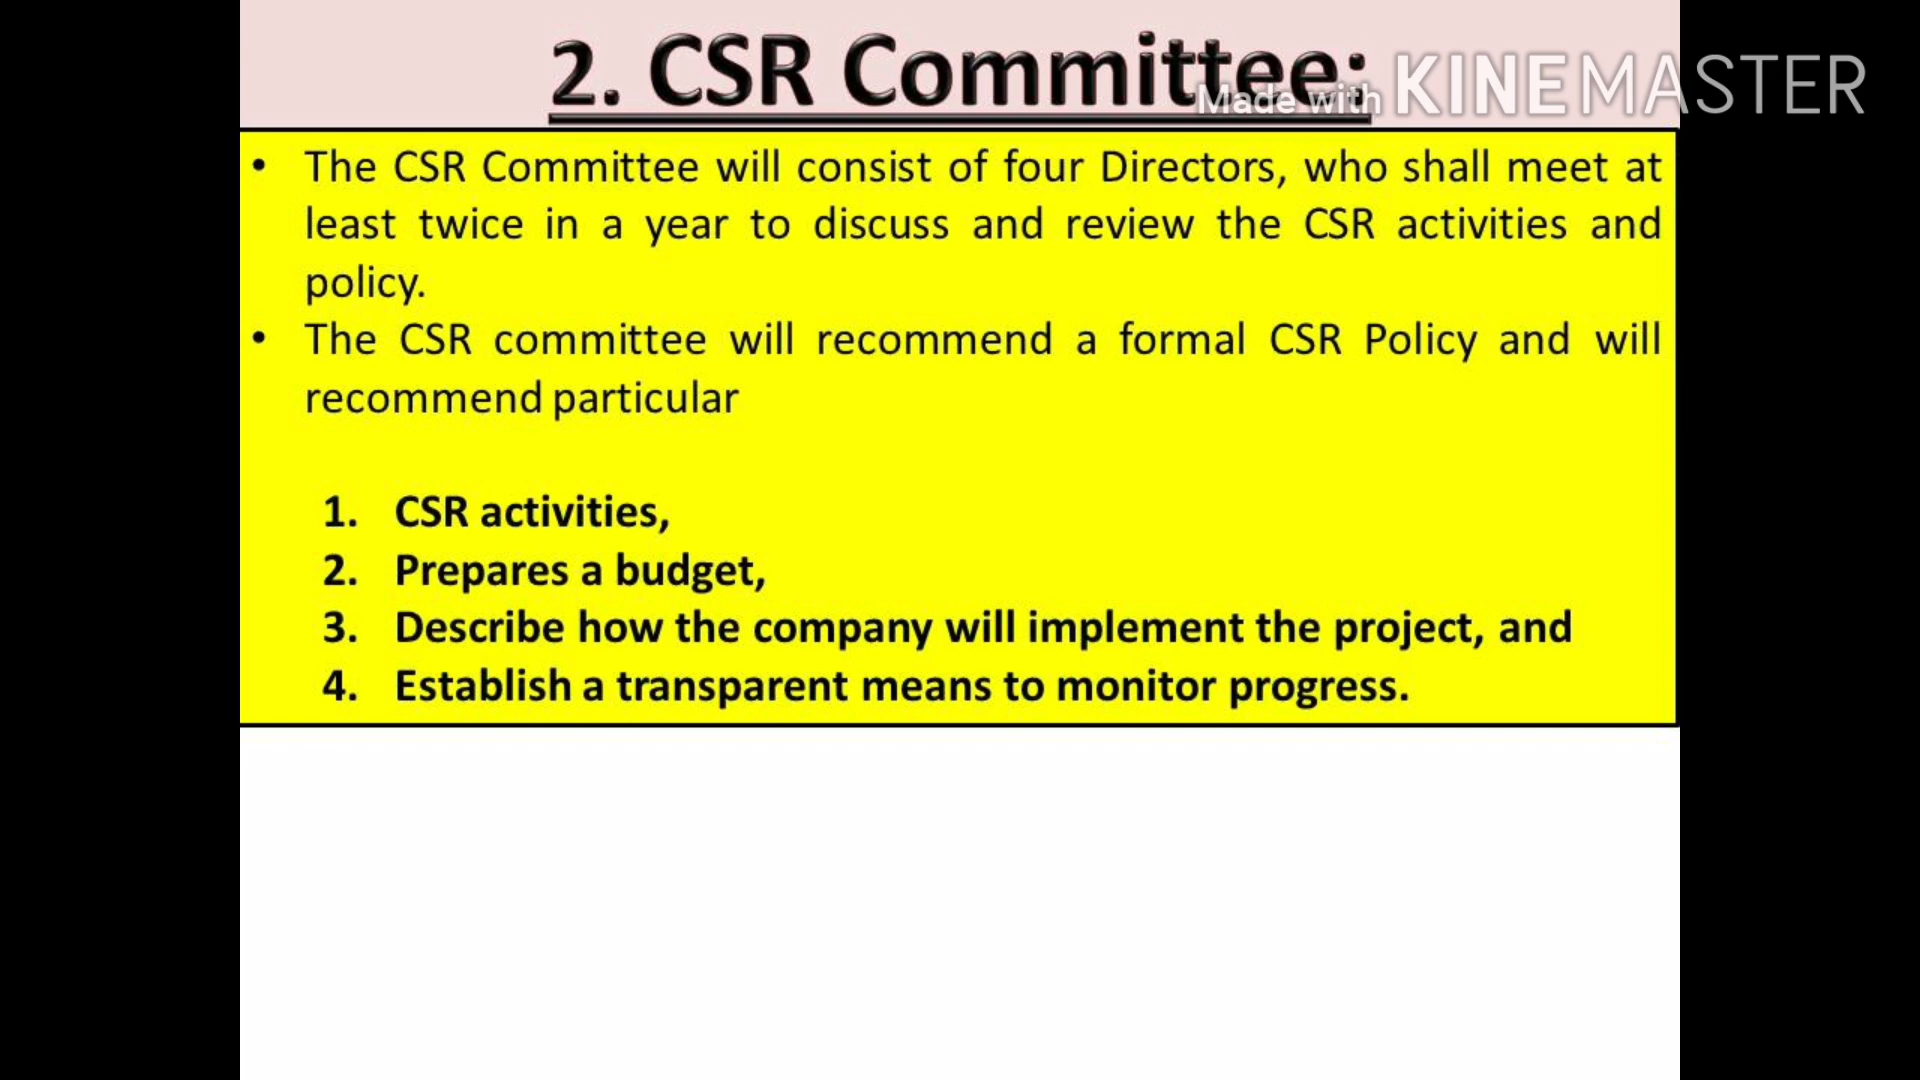 2. CSR Committee:
Made with KINEMASTER
• The CSR Committee will consist of four Directors, who shall meet at
least twice in a year to discuss and review the CSR activities and
policy.
• The CSR committee will recommend a formal CSR Policy and will
recommend particular
1. CSR activities,
2. Prepares a budget,
3. Describe how the company will implement the project, and
4. Establish a transparent means to monitor progress.